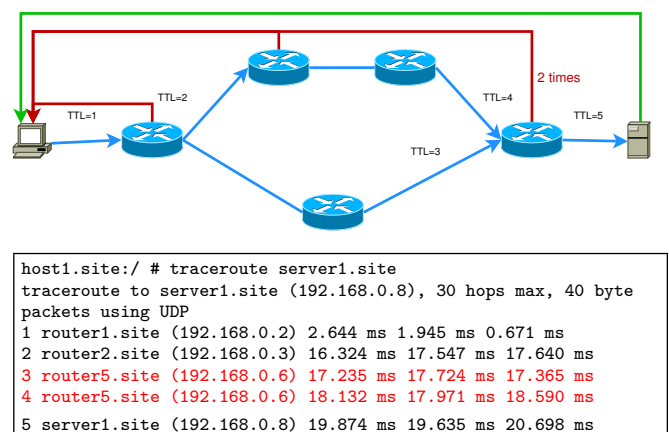 2 times
TTL=2
TTL=4
TTL=1
TTL=5
TTL=3
host1.site:/ # traceroute server1.site
traceroute to server1.site (192.168.0.8), 30 hops max, 40 byte
packets using UDP
1 router1.site (192.168.0.2) 2.644 ms 1.945 ms 0.671 ms
2 router2.site (192.168.0.3) 16.324 ms 17.547 ms 17.640 ms
3 router5.site (192.168.0.6) 17.235 ms 17.724 ms 17.365 ms
4 router5.site (192.168.0.6) 18.132 ms 17.971 ms 18.590 ms
5 server1.site (192.168.0.8) 19.874 ms 19.635 ms 20.698 ms